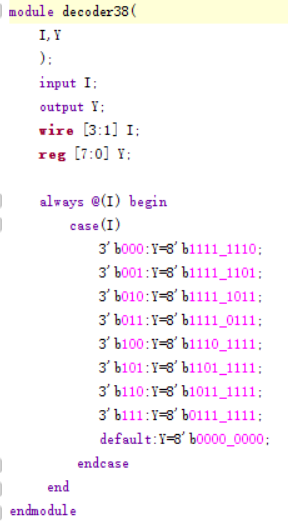 module decoder38(
I,Y
);
input I;
output Y;
wire [3:1] I;
reg [7:0] Y;
always @(I) begin
case(I)
3'b000:Y=8'b1111_1110;
3'b001:Y=8'b1111_1101;
3'b010:Y=8'b1111_1011;
3'b011:Y=8'b1111_0111;
3'b100:Y=8'b1110_1111;
3'b101:Y=8'b1101_1111;
3'b110:Y=8'b1011_1111;
3'b111:Y=8'b0111_1111;
default:Y=8'b0000_0000;
endcase
end
endmodule